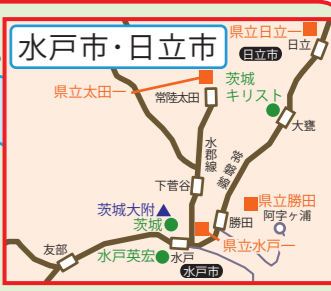 水戸市・日立市
県立日立一
日立市
日立
県立太田一
常陸太田
茨城
キリスト
大甕
水郡線
常磐線
下菅谷
県立勝田
阿字ヶ浦
茨城大附
茨城
勝田
県立水戸一
友部
水戸英宏
水戸
水戸市